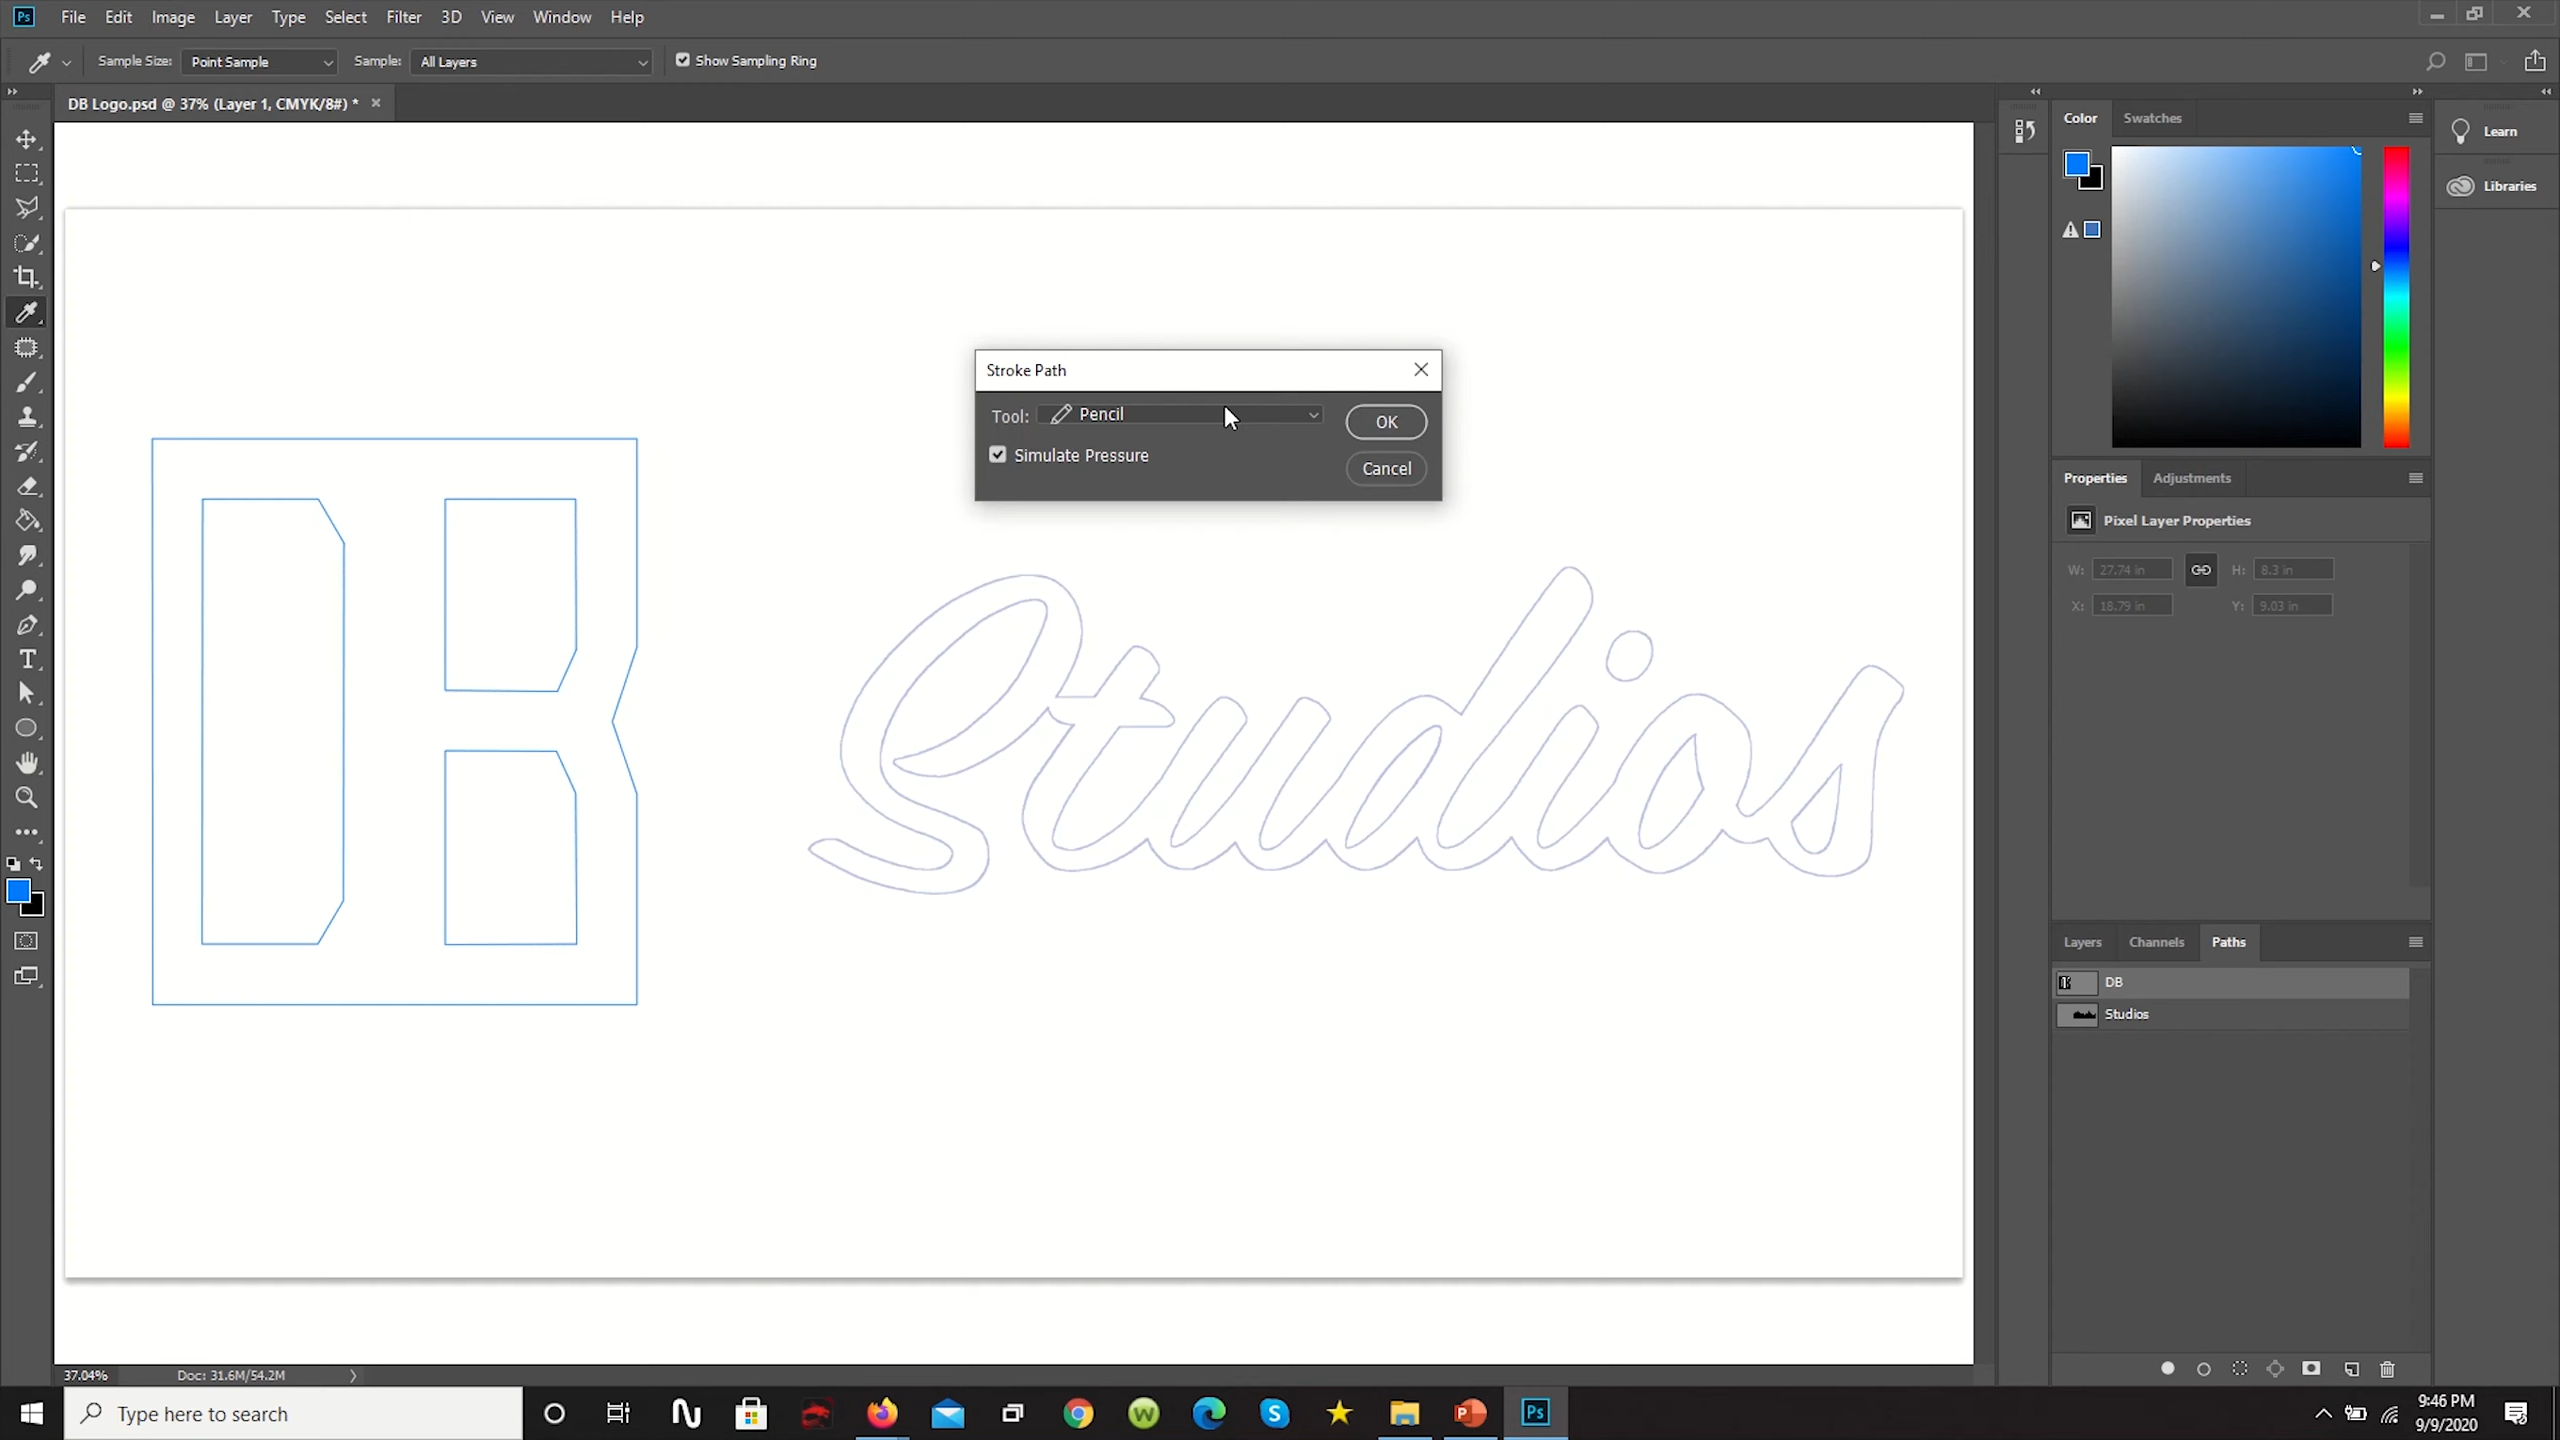 Ps File Edit Image Layer Type Select Filter 3D View Window Help
Sample Size: Point Sample Sample: All Layers Show Sampling Ring
DB Logo.psd @ 37% (Layer 1, CMYK/8#) *
Color Swatches
Learn
Libraries
Stroke Path
Tool: Pencil
OK
Simulate Pressure
Cancel
Properties Adjustments
Pixel Layer Properties
W: 27.74 in H: 8.3 in
X: 18.79 in Y: 9.03 in
DB
Studios
Layers Channels Paths
DB
Studios
37.04% Doc: 31.6M/54.2M
Type here to search
Ps
9:46 PM
9/9/2020